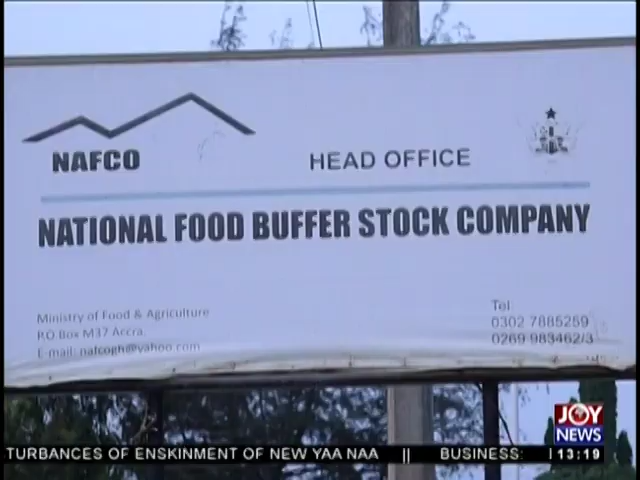 NAFCO
HEAD OFFICE
NATIONAL FOOD BUFFER STOCK COMPANY
Ministry of Food & Agriculture
P.O Box M37 Accra.
E-mail: nafcogh@yahoo.com
Tel:
0302 7885259
0269 983462/3
JOY
NEWS
TURBANCES OF ENSKINMENT OF NEW YAA NAA || BUSINESS: 13:19